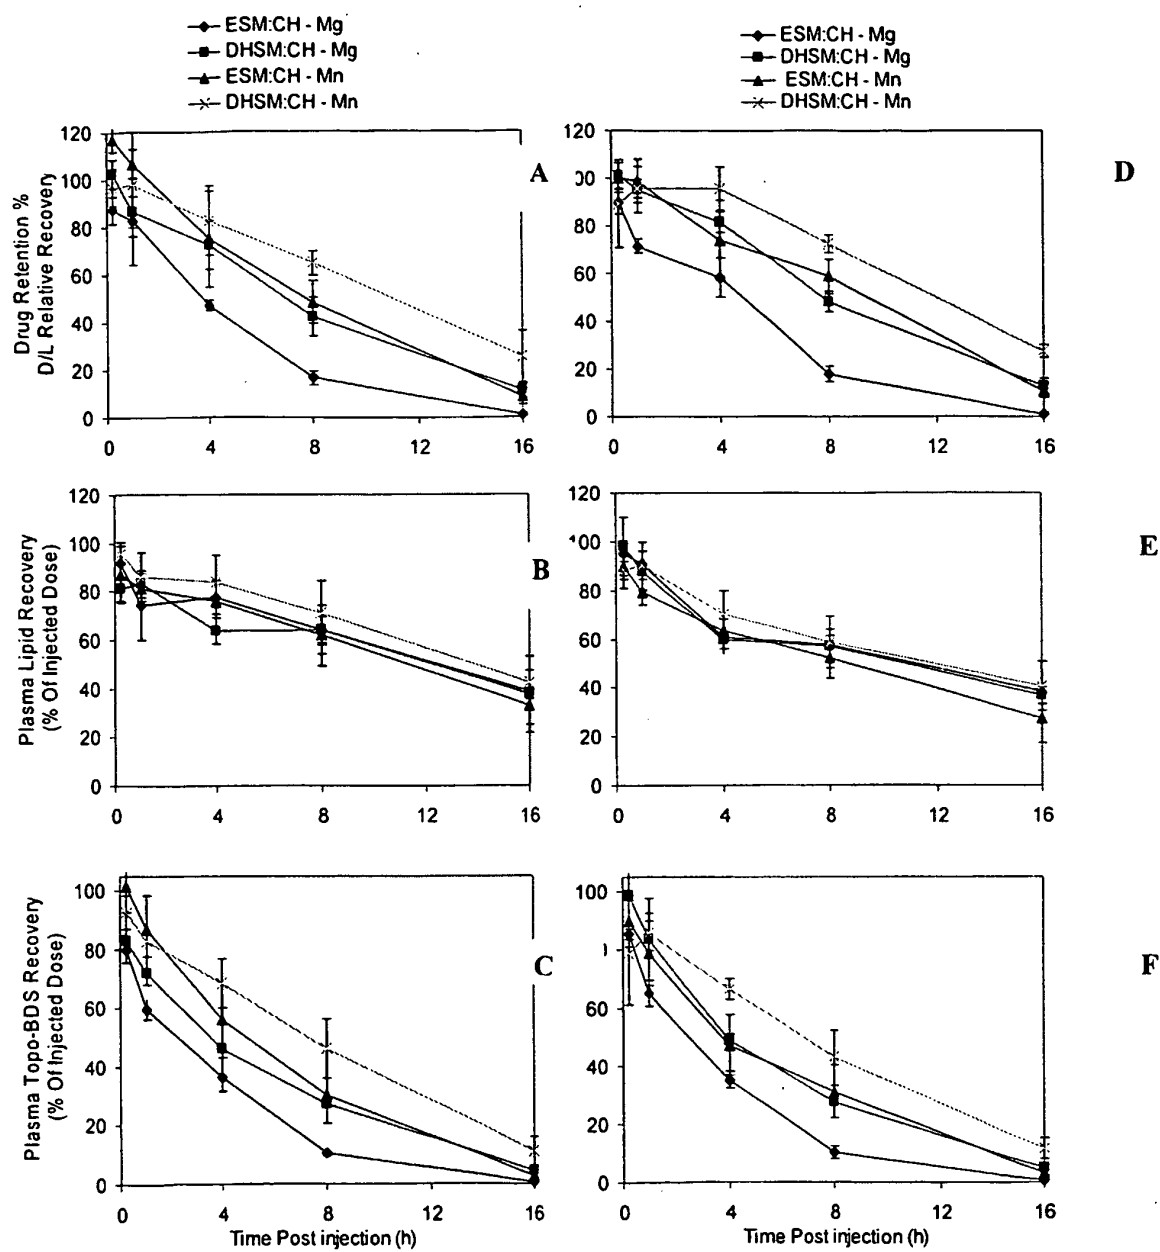 ESM:CH - Mg
DHSM:CH - Mg
ESM:CH - Mn
DHSM:CH - Mn
ESM:CH - Mg
DHSM:CH - Mg
ESM:CH - Mn
DHSM:CH - Mn
Drug Retention %
D/L Relative Recovery
120
100
80
60
40
20
0
0 4 8 12 16
A
120
00
80
60
40
20
0
0 4 8 12 16
D
Plasma Lipid Recovery
(% Of Injected Dose)
120
100
80
60
40
20
0
0 4 8 12 16
B
120
100
80
60
40
20
0
0 4 8 12 16
E
Plasma Topo-BDS Recovery
(% Of Injected Dose)
100
80
60
40
20
0
0 4 8 12 16
Time Post injection (h)
C
100
60
40
20
0
0 4 8 12 16
Time Post injection (h)
F